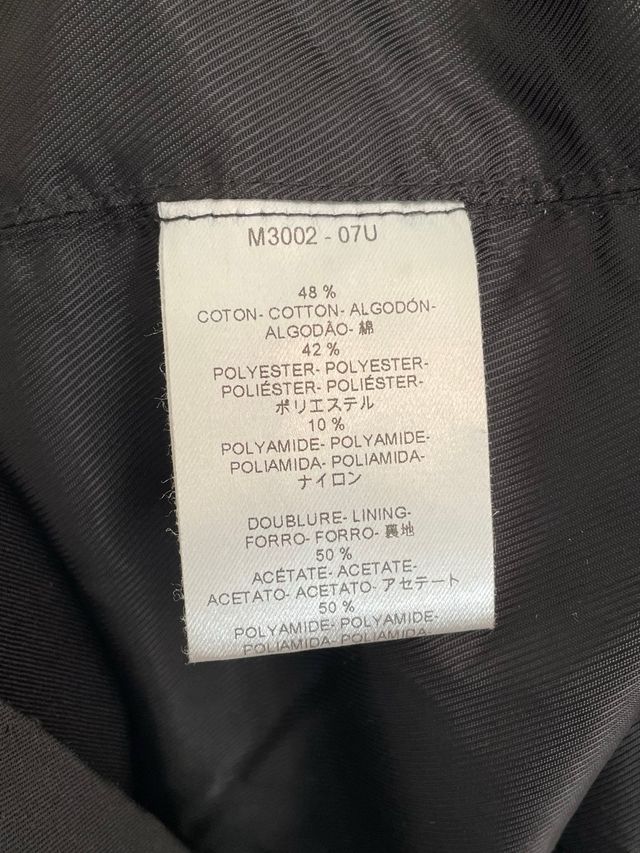 M3002 - 07U
48 %
COTON- COTTON- ALGODÓN-
ALGODÃO- 綿
42 %
POLYESTER- POLYESTER-
POLIÉSTER- POLIÉSTER-
ポリエステル
10 %
POLYAMIDE- POLYAMIDE-
POLIAMIDA- POLIAMIDA-
ナイロン
DOUBLURE- LINING-
FORRO- FORRO- 裏地
50 %
ACÉTATE- ACETATE-
ACETATO- ACETATO- アセテート
50 %
POLYAMIDE- POLYAMIDE-
POLIAMIDA- POLIAMIDA-